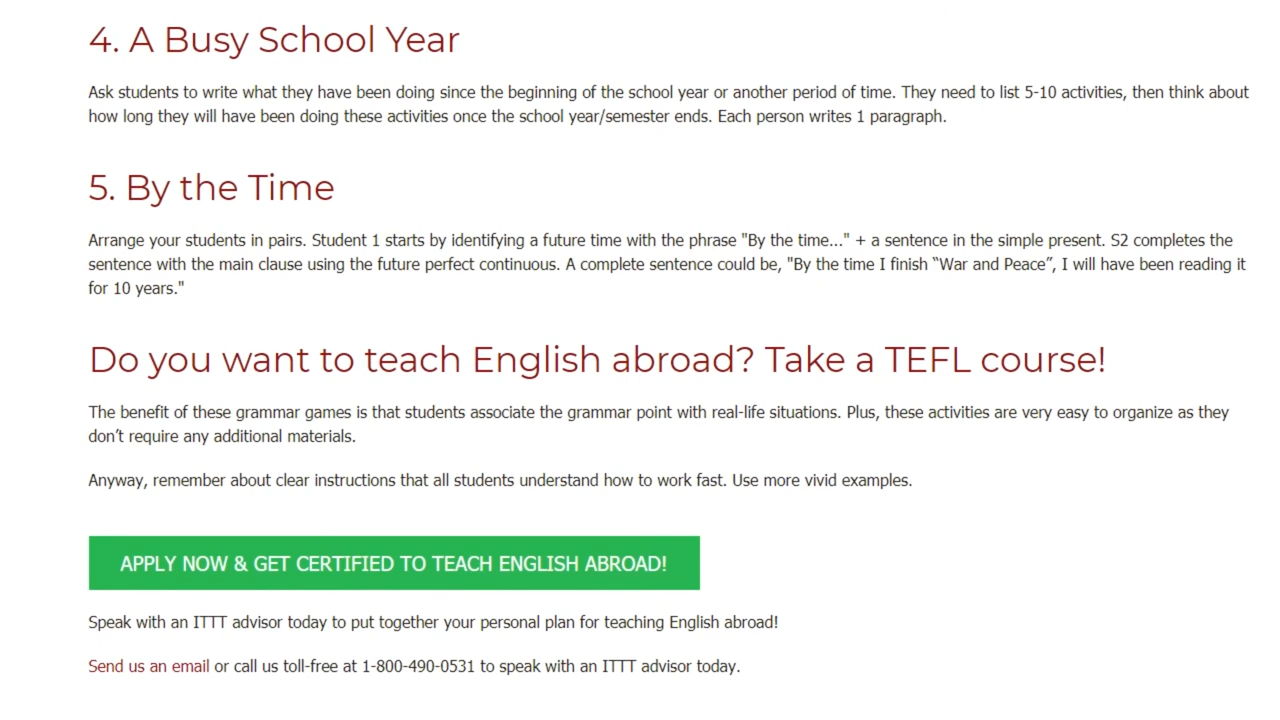 4. A Busy School Year
Ask students to write what they have been doing since the beginning of the school year or another period of time. They need to list 5-10 activities, then think about
how long they will have been doing these activities once the school year/semester ends. Each person writes 1 paragraph.
5. By the Time
Arrange your students in pairs. Student 1 starts by identifying a future time with the phrase "By the time..." + a sentence in the simple present. S2 completes the
sentence with the main clause using the future perfect continuous. A complete sentence could be, "By the time I finish “War and Peace”, I will have been reading it
for 10 years."
Do you want to teach English abroad? Take a TEFL course!
The benefit of these grammar games is that students associate the grammar point with real-life situations. Plus, these activities are very easy to organize as they
don’t require any additional materials.
Anyway, remember about clear instructions that all students understand how to work fast. Use more vivid examples.
APPLY NOW & GET CERTIFIED TO TEACH ENGLISH ABROAD!
Speak with an ITTT advisor today to put together your personal plan for teaching English abroad!
Send us an email or call us toll-free at 1-800-490-0531 to speak with an ITTT advisor today.